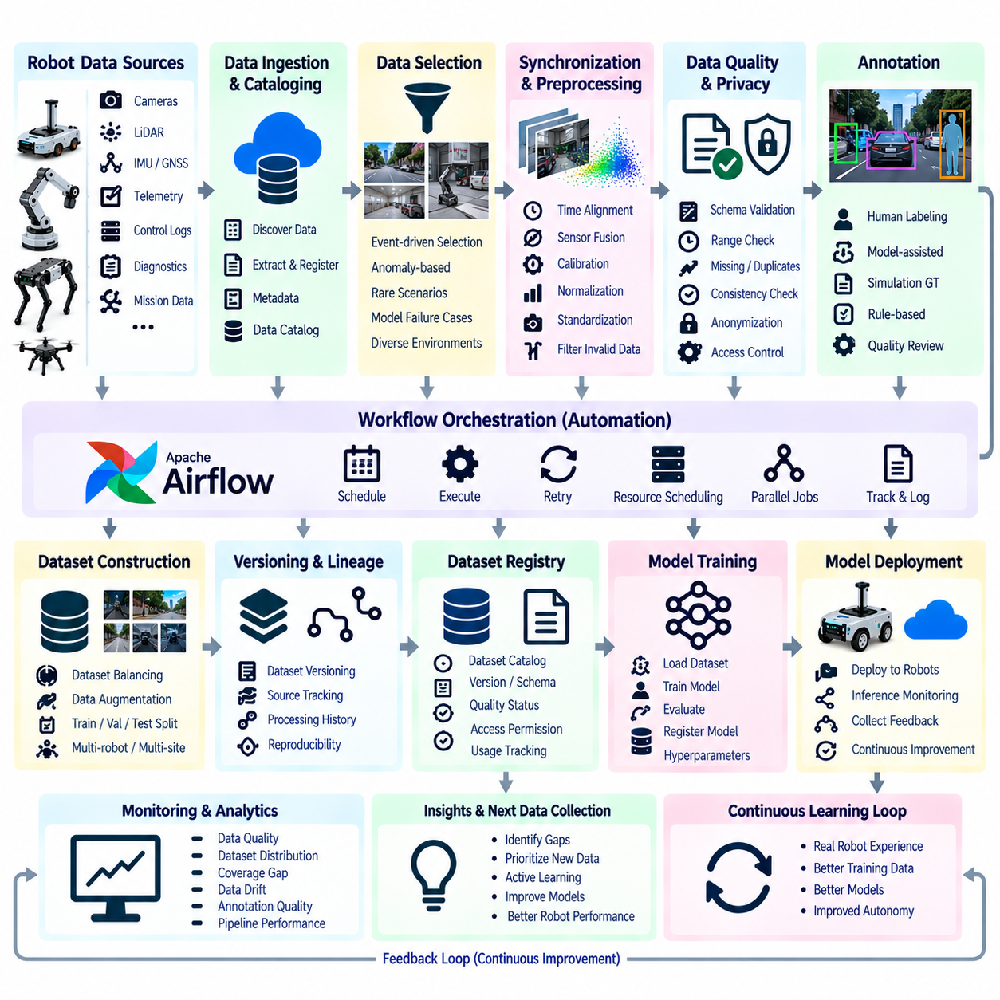 Robot Data Sources
Cameras
LiDAR
IMU / GNSS
Telemetry
Control Logs
Diagnostics
Mission Data
...
Data Ingestion
& Cataloging
Discover Data
Extract & Register
Metadata
Data Catalog
Data Selection
Event-driven Selection
Anomaly-based
Rare Scenarios
Model Failure Cases
Diverse Environments
Synchronization
& Preprocessing
Time Alignment
Sensor Fusion
Calibration
Normalization
Standardization
Filter Invalid Data
Data Quality
& Privacy
Schema Validation
Range Check
Missing / Duplicates
Consistency Check
Anonymization
Access Control
Annotation
Human Labeling
Model-assisted
Simulation GT
Rule-based
Quality Review
Workflow Orchestration (Automation)
Apache
Airflow
Schedule
Execute
Retry
Resource Scheduling
Parallel Jobs
Track & Log
Dataset Construction
Dataset Balancing
Data Augmentation
Train / Val / Test Split
Multi-robot / Multi-site
Versioning & Lineage
Dataset Versioning
Source Tracking
Processing History
Reproducibility
Dataset Registry
Dataset Catalog
Version / Schema
Quality Status
Access Permission
Usage Tracking
Model Training
Load Dataset
Train Model
Evaluate
Register Model
Hyperparameters
Model Deployment
Deploy to Robots
Inference Monitoring
Collect Feedback
Continuous Improvement
Monitoring & Analytics
Data Quality
Dataset Distribution
Coverage Gap
Data Drift
Annotation Quality
Pipeline Performance
Insights & Next Data Collection
• Identify Gaps
• Prioritize New Data
• Active Learning
• Improve Models
• Better Robot Performance
Continuous Learning Loop
• Real Robot Experience
• Better Training Data
• Better Models
• Improved Autonomy
Feedback Loop (Continuous Improvement)